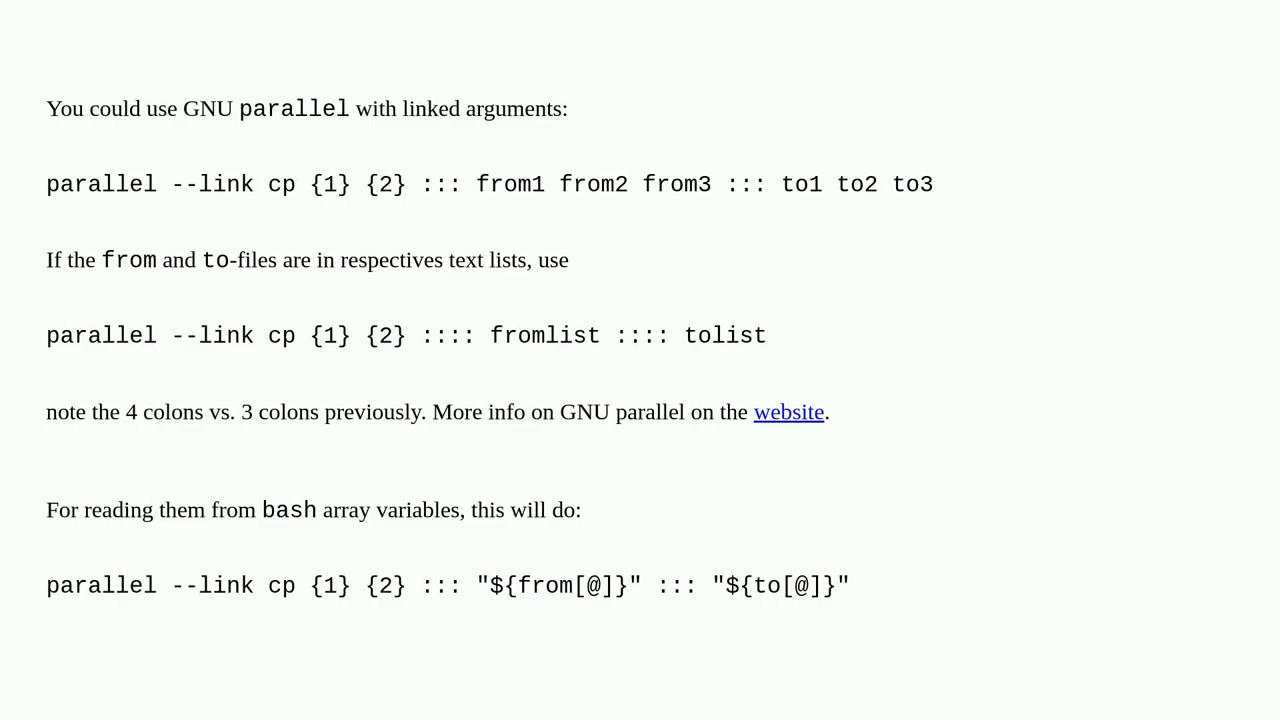 You could use GNU parallel with linked arguments:
parallel --link cp {1} {2} ::: from1 from2 from3 ::: to1 to2 to3
If the from and to-files are in respectives text lists, use
parallel --link cp {1} {2} :::: fromlist :::: tolist
note the 4 colons vs. 3 colons previously. More info on GNU parallel on the website.
For reading them from bash array variables, this will do:
parallel --link cp {1} {2} ::: "${from[@]}" ::: "${to[@]}"